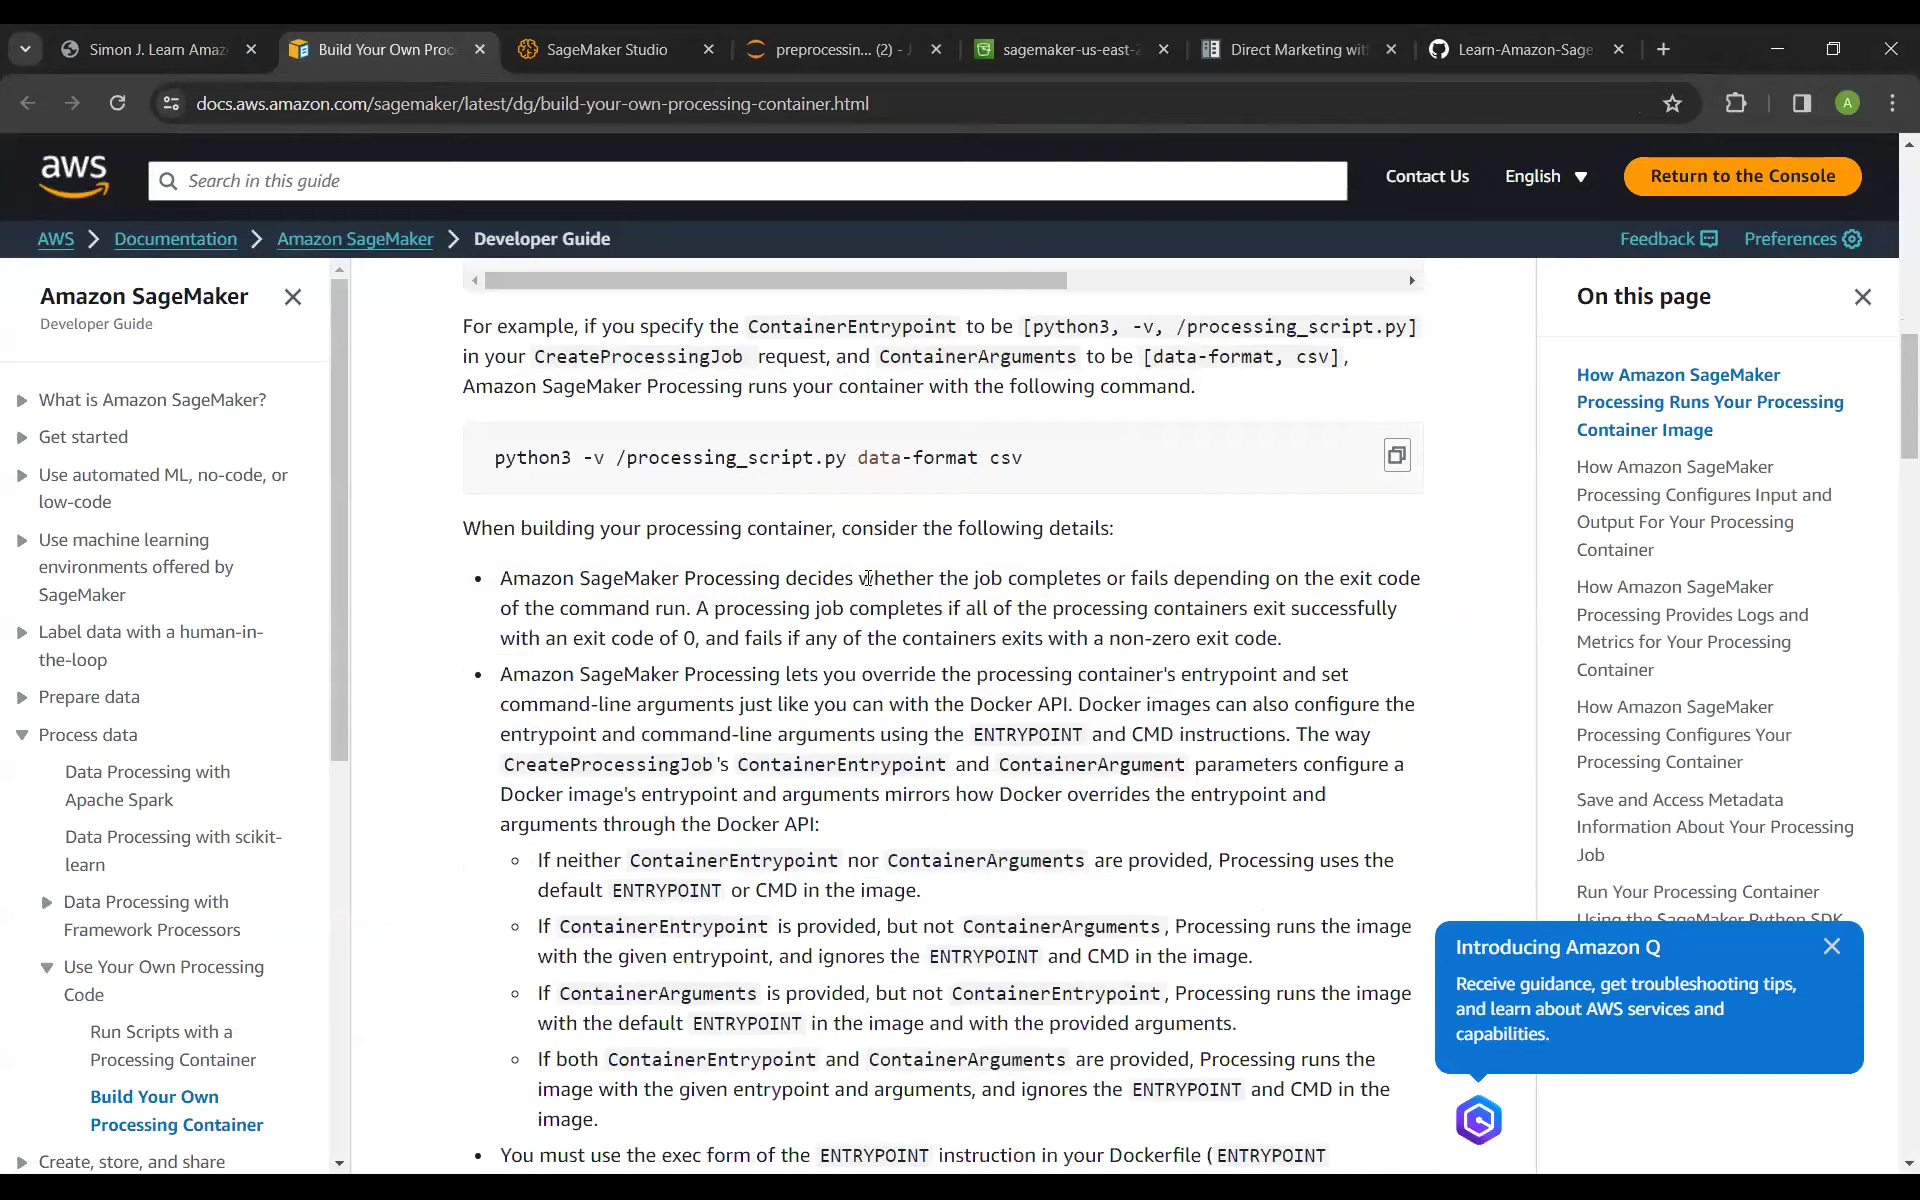 Simon J. Learn Amaz
Build Your Own Proc
SageMaker Studio
preprocessin... (2) - J
sagemaker-us-east-2
Direct Marketing wit
Learn-Amazon-Sage
docs.aws.amazon.com/sagemaker/latest/dg/build-your-own-processing-container.html
A
aws
Search in this guide
Contact Us
English
Return to the Console
AWS
Documentation
Amazon SageMaker
Developer Guide
Feedback
Preferences
Amazon SageMaker
Developer Guide
What is Amazon SageMaker?
Get started
Use automated ML, no-code, or
low-code
Use machine learning
environments offered by
SageMaker
Label data with a human-in-
the-loop
Prepare data
Process data
Data Processing with
Apache Spark
Data Processing with scikit-
learn
Data Processing with
Framework Processors
Use Your Own Processing
Code
Run Scripts with a
Processing Container
Build Your Own
Processing Container
Create, store, and share
For example, if you specify the ContainerEntrypoint to be [python3, -v, /processing_script.py]
in your CreateProcessingJob request, and ContainerArguments to be [data-format, csv],
Amazon SageMaker Processing runs your container with the following command.
python3 -v /processing_script.py data-format csv
When building your processing container, consider the following details:
• Amazon SageMaker Processing decides whether the job completes or fails depending on the exit code
of the command run. A processing job completes if all of the processing containers exit successfully
with an exit code of 0, and fails if any of the containers exits with a non-zero exit code.
• Amazon SageMaker Processing lets you override the processing container's entrypoint and set
command-line arguments just like you can with the Docker API. Docker images can also configure the
entrypoint and command-line arguments using the ENTRYPOINT and CMD instructions. The way
CreateProcessingJob's ContainerEntrypoint and ContainerArgument parameters configure a
Docker image's entrypoint and arguments mirrors how Docker overrides the entrypoint and
arguments through the Docker API:
If neither ContainerEntrypoint nor ContainerArguments are provided, Processing uses the
default ENTRYPOINT or CMD in the image.
If ContainerEntrypoint is provided, but not ContainerArguments, Processing runs the image
with the given entrypoint, and ignores the ENTRYPOINT and CMD in the image.
If ContainerArguments is provided, but not ContainerEntrypoint, Processing runs the image
with the default ENTRYPOINT in the image and with the provided arguments.
If both ContainerEntrypoint and ContainerArguments are provided, Processing runs the
image with the given entrypoint and arguments, and ignores the ENTRYPOINT and CMD in the
image.
• You must use the exec form of the ENTRYPOINT instruction in your Dockerfile (ENTRYPOINT
On this page
How Amazon SageMaker
Processing Runs Your Processing
Container Image
How Amazon SageMaker
Processing Configures Input and
Output For Your Processing
Container
How Amazon SageMaker
Processing Provides Logs and
Metrics for Your Processing
Container
How Amazon SageMaker
Processing Configures Your
Processing Container
Save and Access Metadata
Information About Your Processing
Job
Run Your Processing Container
Using the SageMaker Python SDK
Introducing Amazon Q
Receive guidance, get troubleshooting tips,
and learn about AWS services and
capabilities.